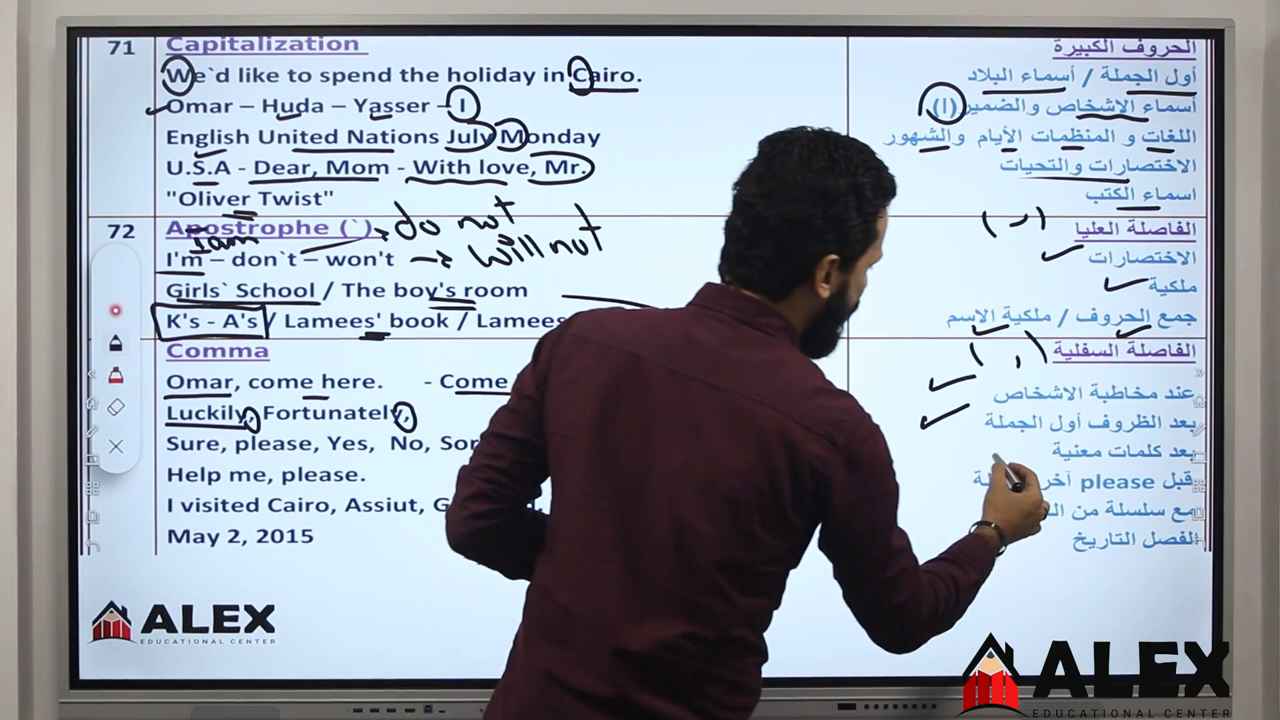 71
Capitalization
الحروف الكبيرة
We`d like to spend the holiday in Cairo.
أول الجملة / أسماء البلاد
Omar – Huda – Yasser – I
أسماء الاشخاص والضمير (I)
English United Nations July Monday
اللغات و المنظمات الأيام والشهور
U.S.A - Dear, Mom - With love, Mr.
الاختصارات والتحيات
"Oliver Twist"
اسماء الكتب
do not
72
Apostrophe (`)
الفاصلة العليا
I am
I'm – don`t – won't
will not
الاختصارات
Girls` School / The boy's room
ملكية
K's - A's / Lamees' book / Lamees
جمع الحروف / ملكية الاسم
Comma
الفاصلة السفلية
(,)
Omar, come here. - Come
عند مخاطبة الاشخاص
Luckily, Fortunately,
بعد الظروف أول الجملة
Sure, please, Yes, No,
بعد كلمات معنية
Help me, please.
قبل please
I visited Cairo, Assiut,
مع سلسلة من
May 2, 2015
لفصل التاريخ
ALEX
EDUCATIONAL CENTER
ALEX
EDUCATIONAL CENTER